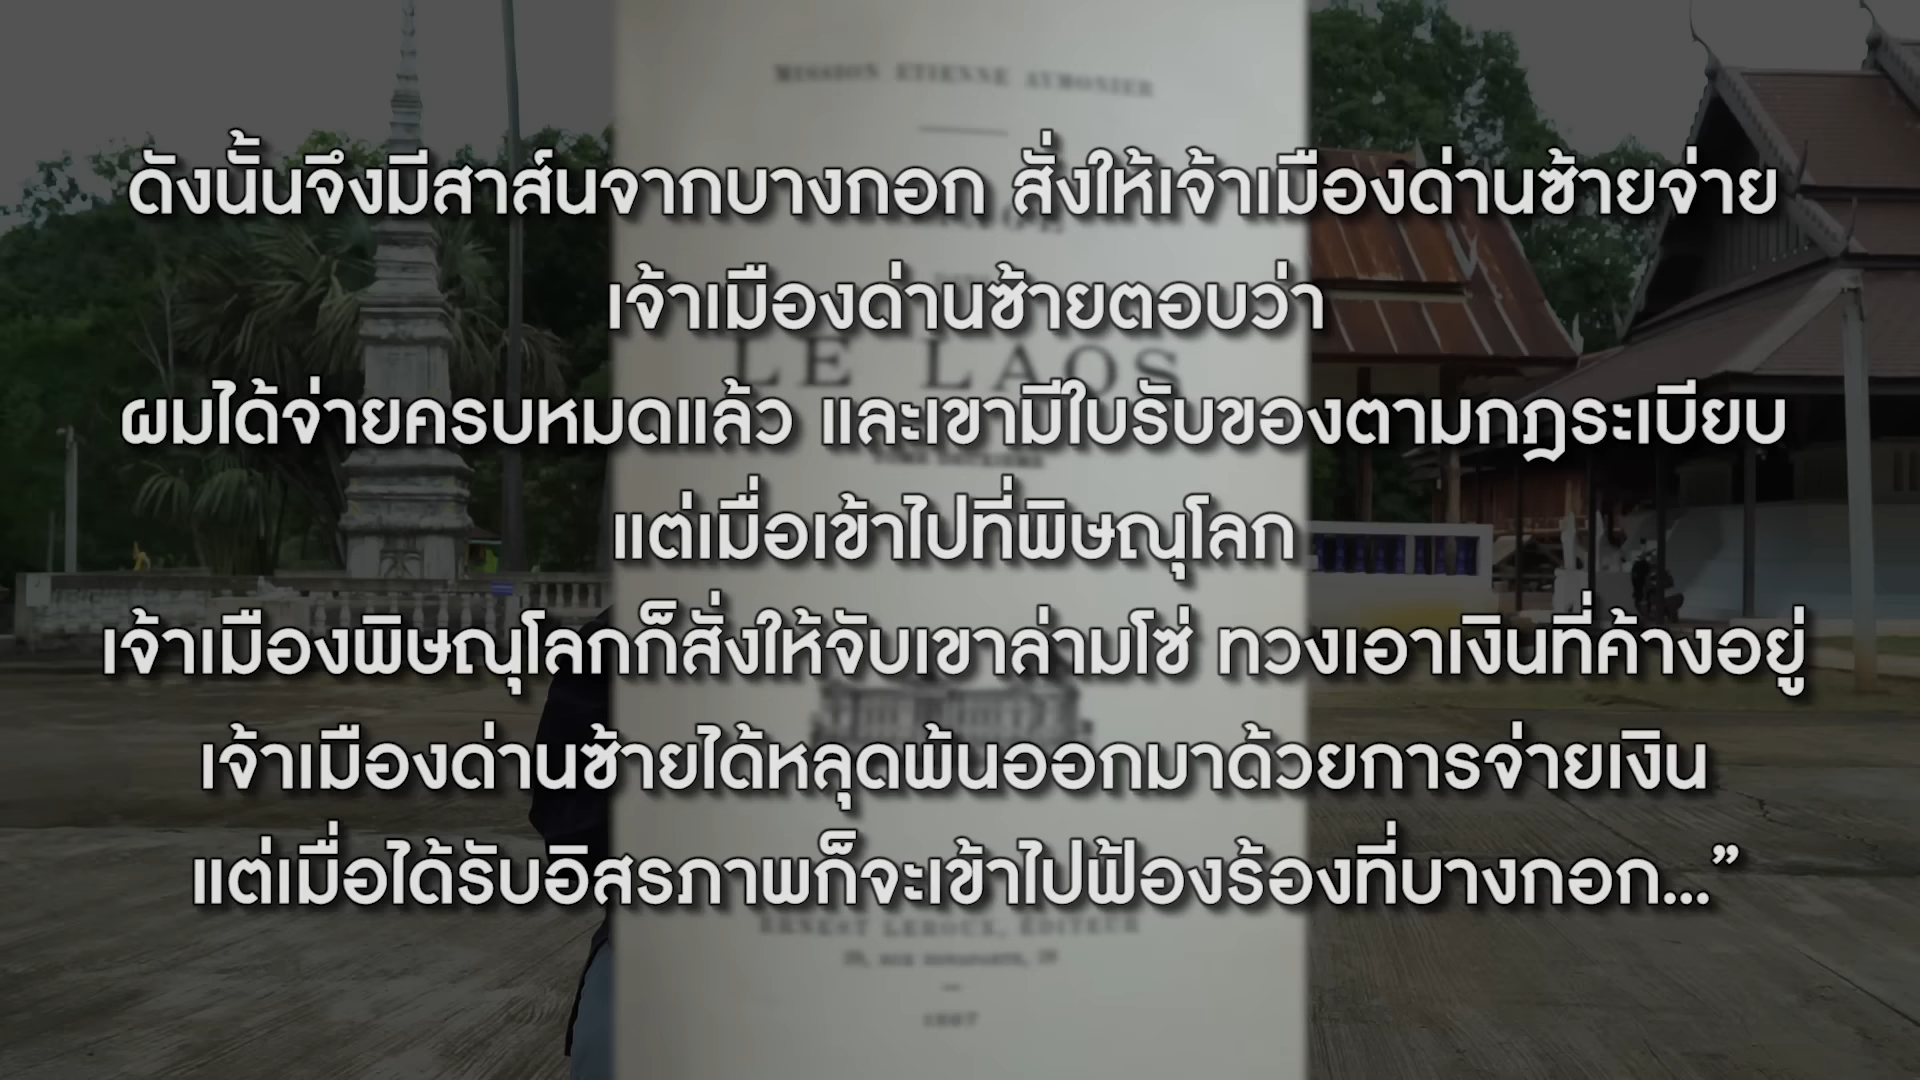 MISSION ETIENNE AYMONIER
ดังนั้นจึงมีสาส์นจากบางกอก สั่งให้เจ้าเมืองด่านซ้ายจ่าย
เจ้าเมืองด่านซ้ายตอบว่า
LE LAOS
ผมได้จ่ายครบหมดแล้ว และเขามีใบรับของตามกฎระเบียบ
แต่เมื่อเข้าไปที่พิษณุโลก
เจ้าเมืองพิษณุโลกก็สั่งให้จับเขาล่ามโซ่ ทวงเอาเงินที่ค้างอยู่
เจ้าเมืองด่านซ้ายได้หลุดพ้นออกมาด้วยการจ่ายเงิน
แต่เมื่อได้รับอิสรภาพก็จะเข้าไปฟ้องร้องที่บางกอก...”
ERNEST LEROUX, ÉDITEUR
28, RUE BONAPARTE, 28